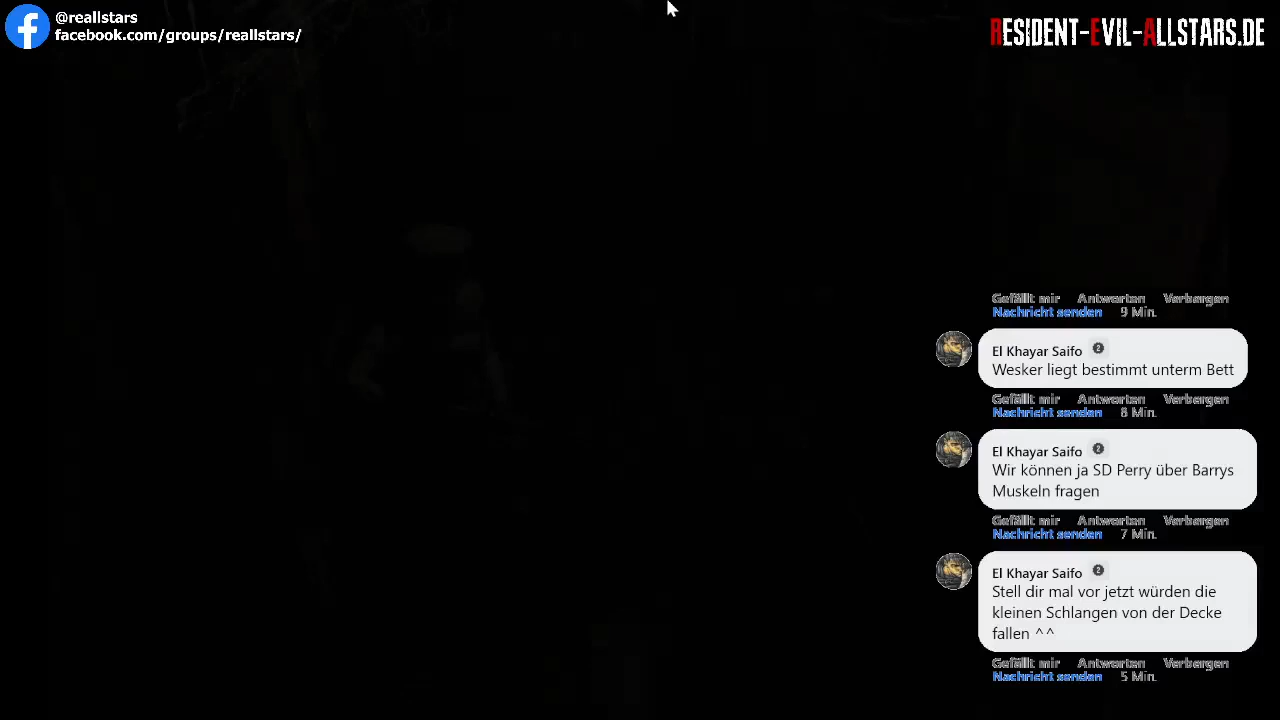 @reallstars
facebook.com/groups/reallstars/
RESIDENT-EVIL-ALLSTARS.DE
Gefällt mir Antworten Verbergen
Nachricht senden 9 Min.
El Khayar Saifo 2
Wesker liegt bestimmt unterm Bett
Gefällt mir Antworten Verbergen
Nachricht senden 8 Min.
El Khayar Saifo 2
Wir können ja SD Perry über Barrys
Muskeln fragen
Gefällt mir Antworten Verbergen
Nachricht senden 7 Min.
El Khayar Saifo 2
Stell dir mal vor jetzt würden die
kleinen Schlangen von der Decke
fallen ^^
Gefällt mir Antworten Verbergen
Nachricht senden 5 Min.